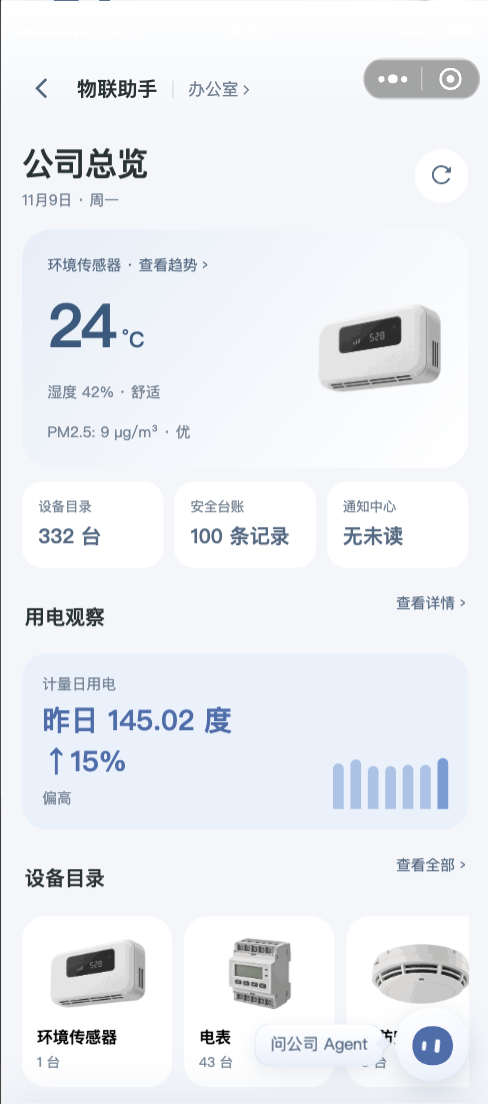 物联助手 办公室 ›
公司总览
11月9日 · 周一
环境传感器 · 查看趋势 ›
24°C
湿度 42% · 舒适
PM2.5: 9 μg/m³ · 优
设备目录
332 台
安全台账
100 条记录
通知中心
无未读
用电观察
查看详情 ›
计量日用电
昨日 145.02 度
↑15%
偏高
设备目录
查看全部 ›
环境传感器
1 台
电表
43 台
问公司 Agent
台